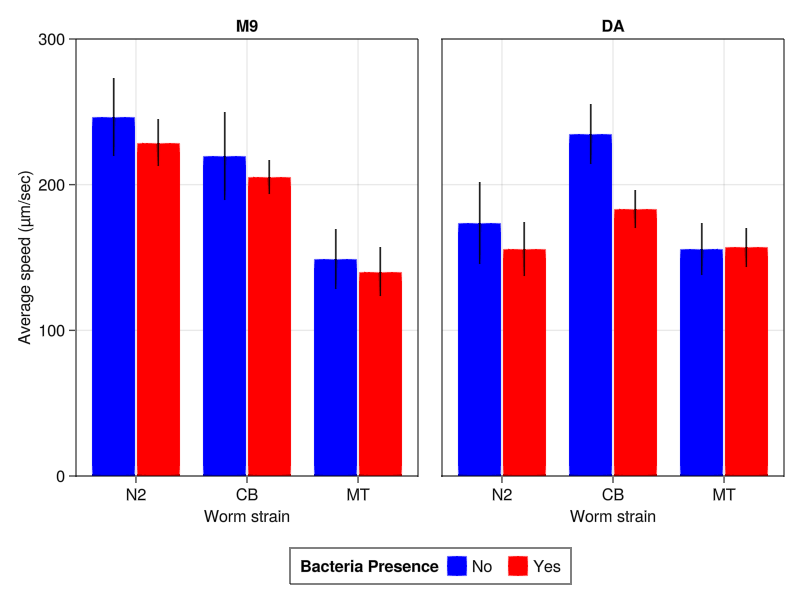 M9
DA
Average speed (μm/sec)
300
200
100
0
N2 CB MT
N2 CB MT
Worm strain
Worm strain
Bacteria Presence No Yes